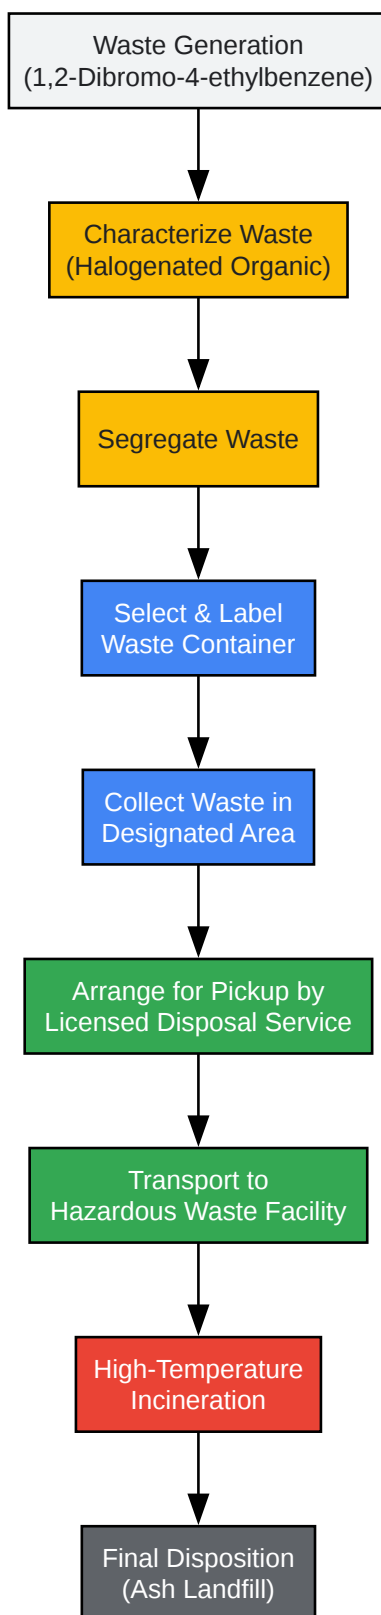 Waste Generation
(1,2-Dibromo-4-ethylbenzene)
Characterize Waste
(Halogenated Organic)
Segregate Waste
Select & Label
Waste Container
Collect Waste in
Designated Area
Arrange for Pickup by
Licensed Disposal Service
Transport to
Hazardous Waste Facility
High-Temperature
Incineration
Final Disposition
(Ash Landfill)